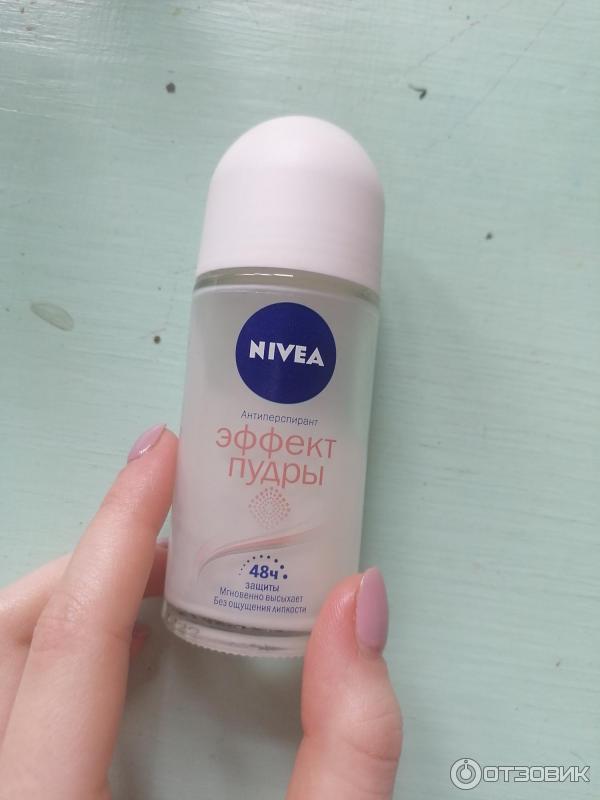 NIVEA
Антиперспирант
эффект
пудры
48ч
защиты
Мгновенно высыхает
Без ощущения липкости
ОТЗОВИК